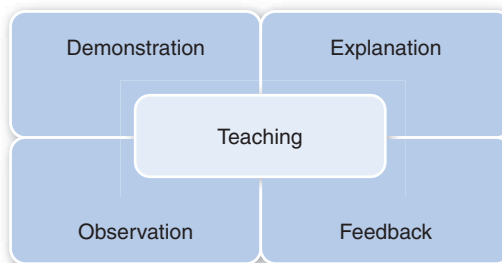 Demonstration
Explanation
Teaching
Observation
Feedback